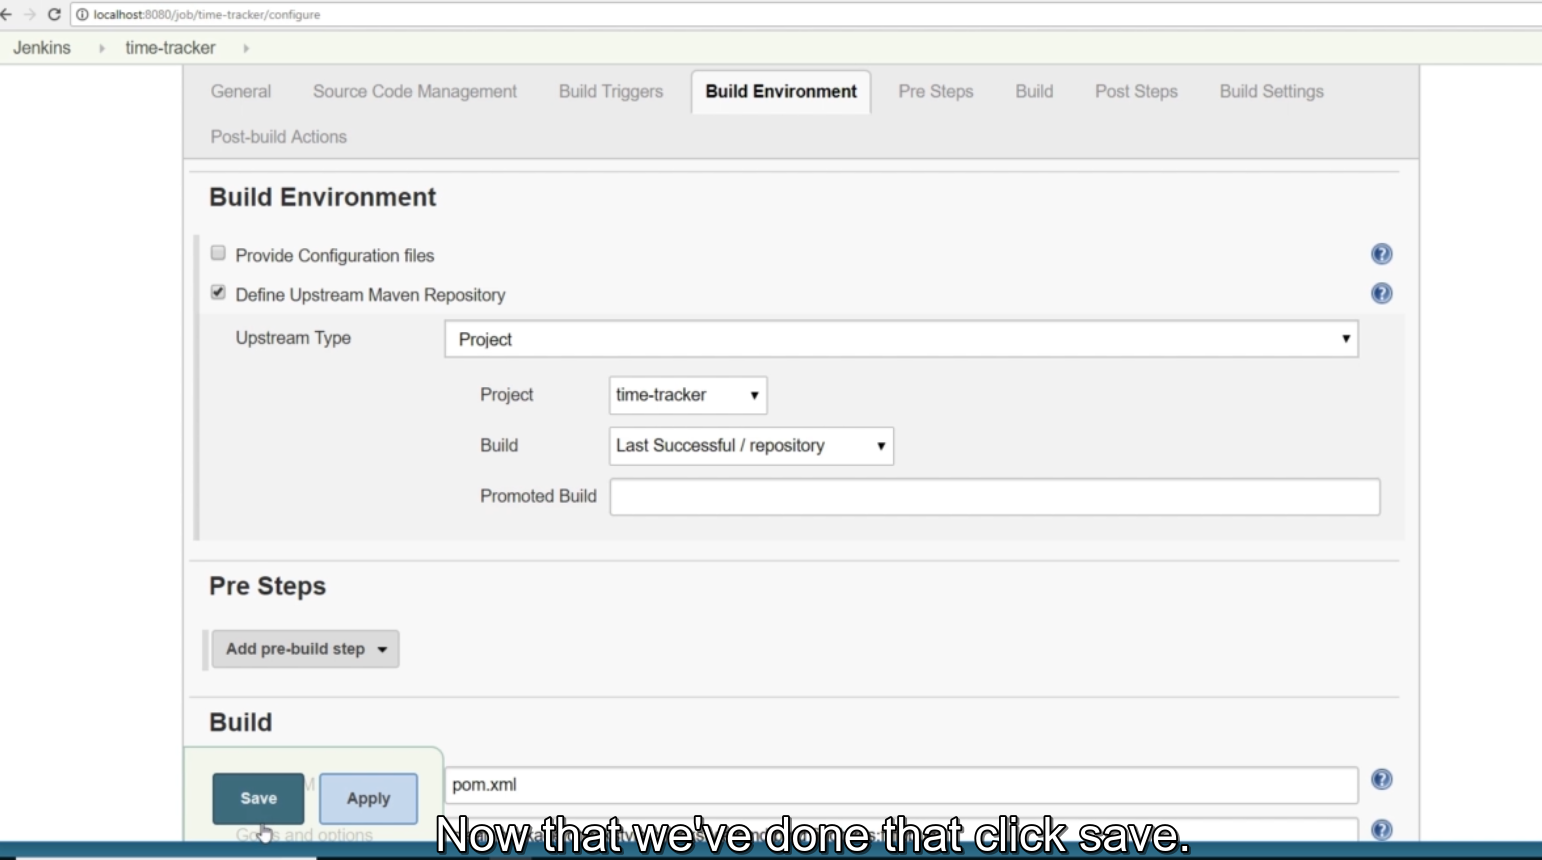 localhost:8080/job/time-tracker/configure
Jenkins time-tracker
General Source Code Management Build Triggers Build Environment Pre Steps Build Post Steps Build Settings
Post-build Actions
Build Environment
Provide Configuration files
Define Upstream Maven Repository
Upstream Type Project
Project time-tracker
Build Last Successful / repository
Promoted Build
Pre Steps
Add pre-build step
Build
pom.xml
Save Apply
Goals and options
Now that we've done that click save.